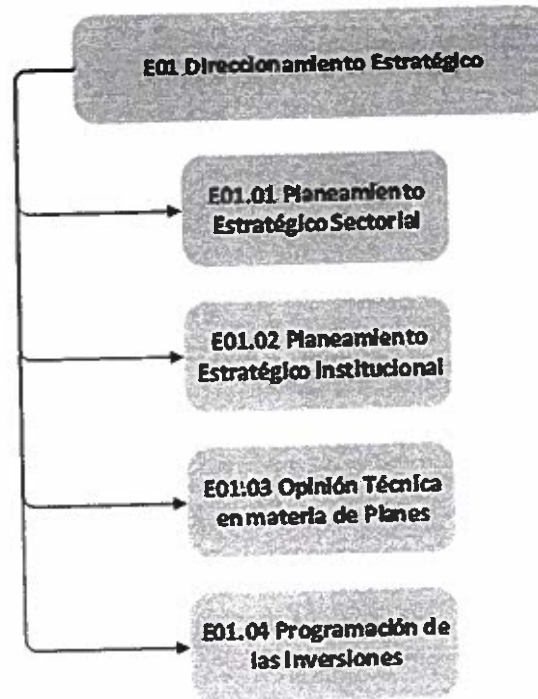 E01 Direccionamiento Estratégico
E01.01 Planeamiento
Estratégico Sectorial
E01.02 Planeamiento
Estratégico Institucional
E01.03 Opinión Técnica
en materia de Planes
E01.04 Programación de
las Inversiones